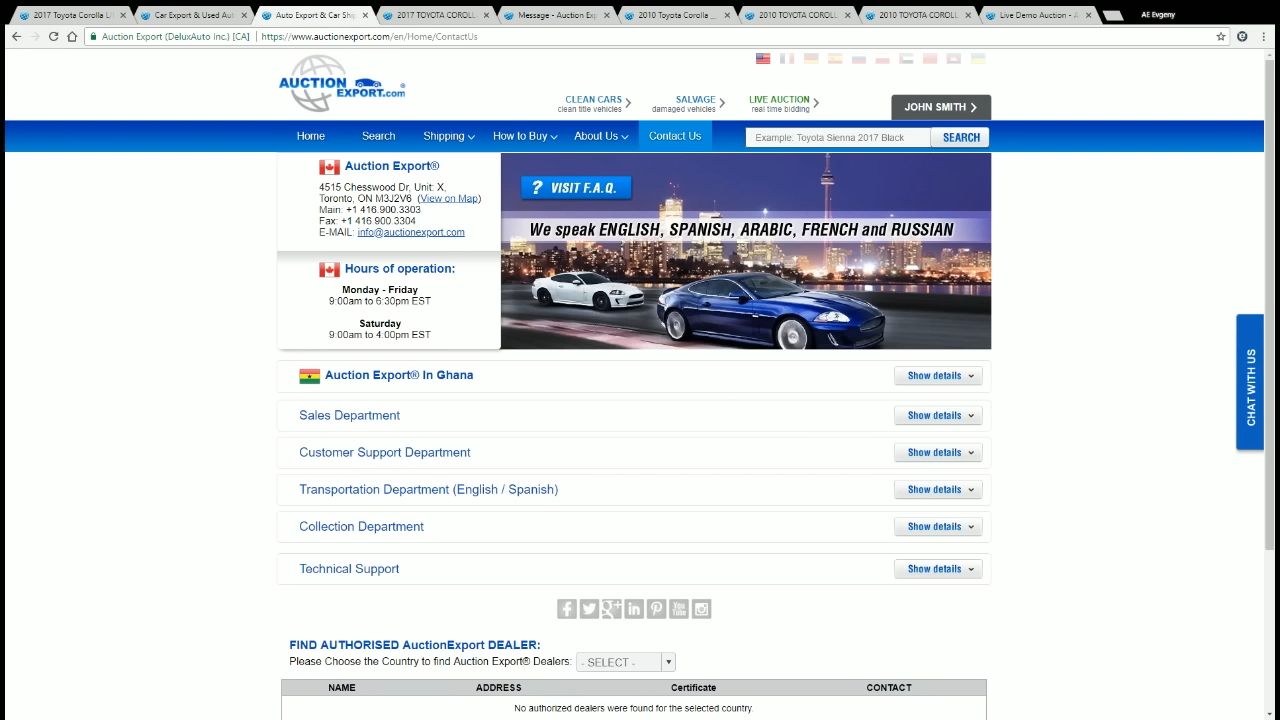 2017 Toyota Corolla L
Car Export & Used Au
Auto Export & Car Shi
2017 TOYOTA COROLL
Message - Auction Exp
2010 Toyota Corolla _
2010 TOYOTA COROLL
2010 TOYOTA COROLL
Live Demo Auction - A
AE Evgeny
Auction Export (DeluxAuto Inc.) [CA] | https://www.auctionexport.com/en/Home/ContactUs
AUCTION
EXPORT.com®
CLEAN CARS
clean title vehicles
SALVAGE
damaged vehicles
LIVE AUCTION
real time bidding
JOHN SMITH
Home Search Shipping How to Buy About Us Contact Us Example: Toyota Sienna 2017 Black SEARCH
Auction Export®
4515 Chesswood Dr, Unit: X,
Toronto, ON M3J2V6 (View on Map)
Main: +1 416.900.3303
Fax: +1 416.900.3304
E-MAIL: info@auctionexport.com
Hours of operation:
Monday - Friday
9:00am to 6:30pm EST
Saturday
9:00am to 4:00pm EST
? VISIT F.A.Q.
We speak ENGLISH, SPANISH, ARABIC, FRENCH and RUSSIAN
CHAT WITH US
Auction Export® In Ghana Show details
Sales Department Show details
Customer Support Department Show details
Transportation Department (English / Spanish) Show details
Collection Department Show details
Technical Support Show details
FIND AUTHORISED AuctionExport DEALER:
Please Choose the Country to find Auction Export® Dealers: - SELECT -
NAME ADDRESS Certificate CONTACT
No authorized dealers were found for the selected country.